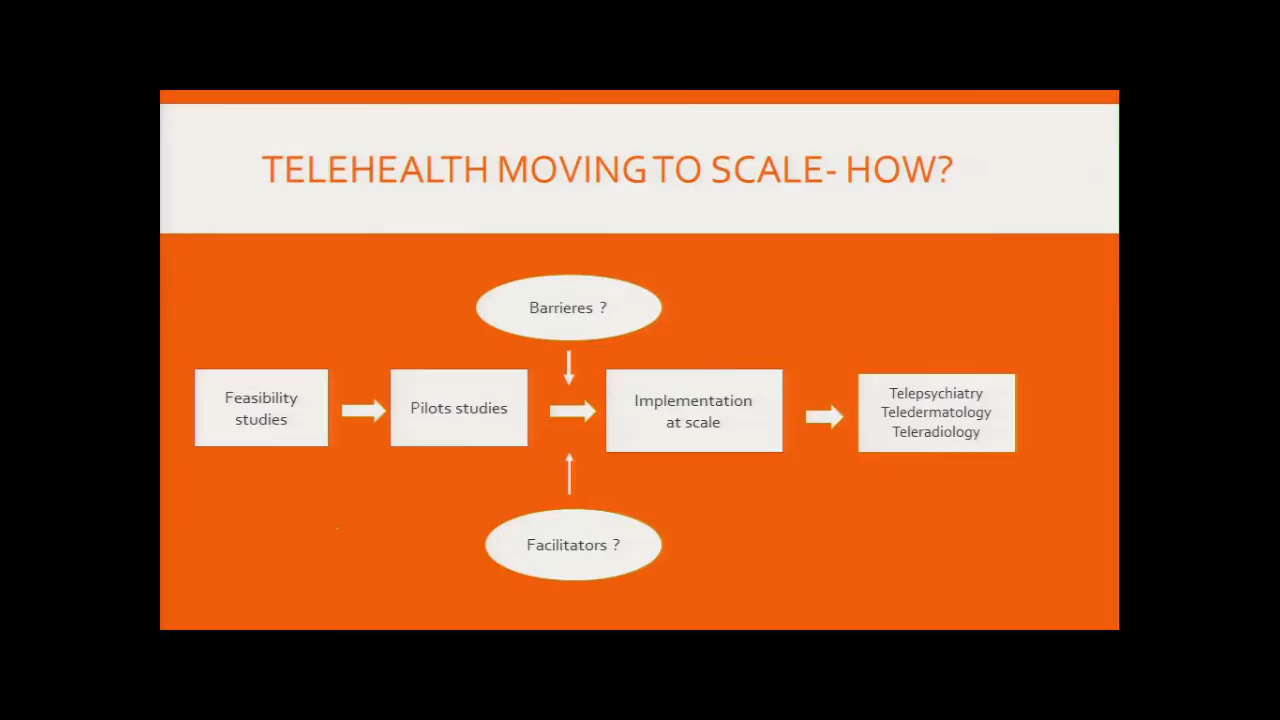 TELEHEALTH MOVING TO SCALE- HOW?
Barrieres ?
Feasibility
studies
Pilots studies
Implementation
at scale
Telepsychiatry
Teledermatology
Teleradiology
Facilitators ?